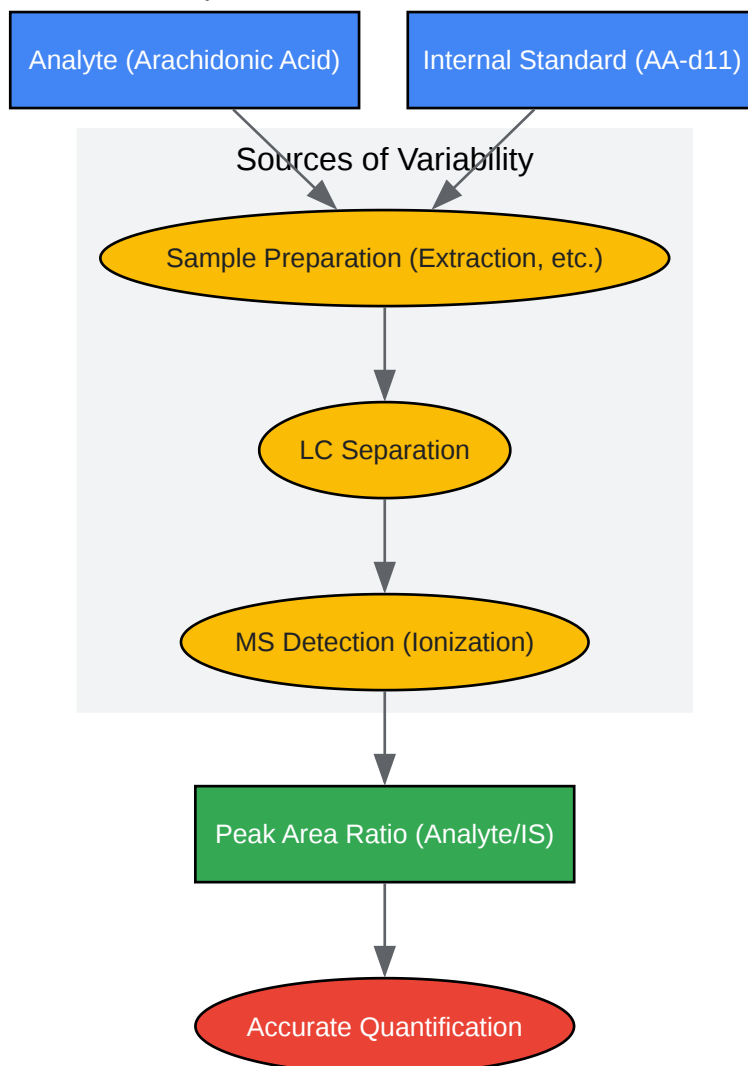 Analyte (Arachidonic Acid)
Internal Standard (AA-d11)
Sources of Variability
Sample Preparation (Extraction, etc.)
LC Separation
MS Detection (Ionization)
Peak Area Ratio (Analyte/IS)
Accurate Quantification